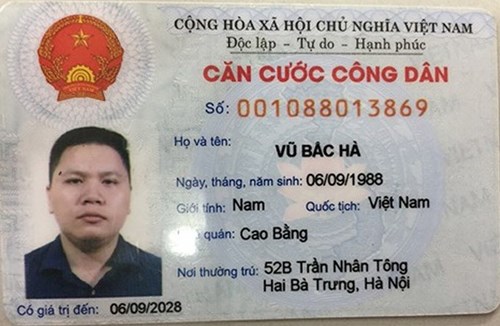 CỘNG HÒA XÃ HỘI CHỦ NGHĨA VIỆT NAM
Độc lập - Tự do - Hạnh phúc
CĂN CƯỚC CÔNG DÂN
Số: 001088013869
Họ và tên:
VŨ BẮC HÀ
Ngày, tháng, năm sinh: 06/09/1988
Giới tính: Nam Quốc tịch: Việt Nam
quán: Cao Bằng
Nơi thường trú: 52B Trần Nhân Tông
Hai Bà Trưng, Hà Nội
Có giá trị đến: 06/09/2028